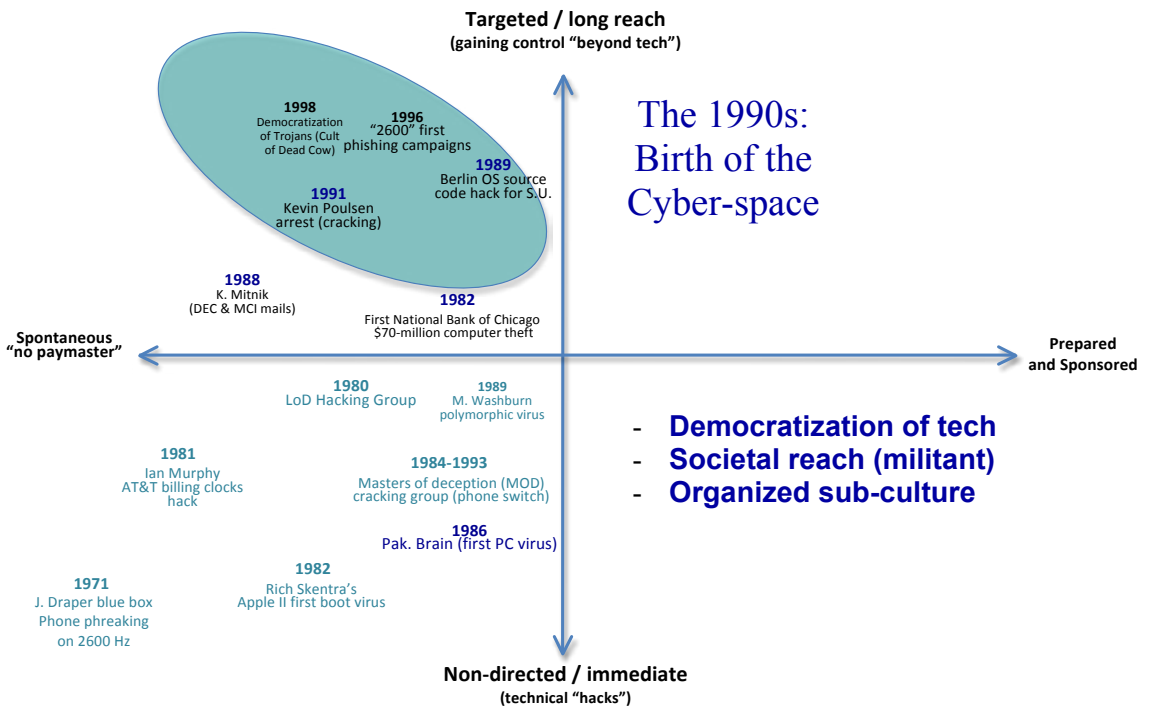 Targeted / long reach
(gaining control “beyond tech”)
The 1990s:
Birth of the
Cyber-space
1998
Democratization
of Trojans (Cult
of Dead Cow)
1996
“2600” first
phishing campaigns
1989
Berlin OS source
code hack for S.U.
1991
Kevin Poulsen
arrest (cracking)
1988
K. Mitnik
(DEC & MCI mails)
1982
First National Bank of Chicago
$70-million computer theft
Spontaneous
“no paymaster”
Prepared
and Sponsored
1980
LoD Hacking Group
1989
M. Washburn
polymorphic virus
- Democratization of tech
- Societal reach (militant)
- Organized sub-culture
1981
Ian Murphy
AT&T billing clocks
hack
1984-1993
Masters of deception (MOD)
cracking group (phone switch)
1986
Pak. Brain (first PC virus)
1982
Rich Skentra’s
Apple II first boot virus
1971
J. Draper blue box
Phone phreaking
on 2600 Hz
Non-directed / immediate
(technical “hacks”)